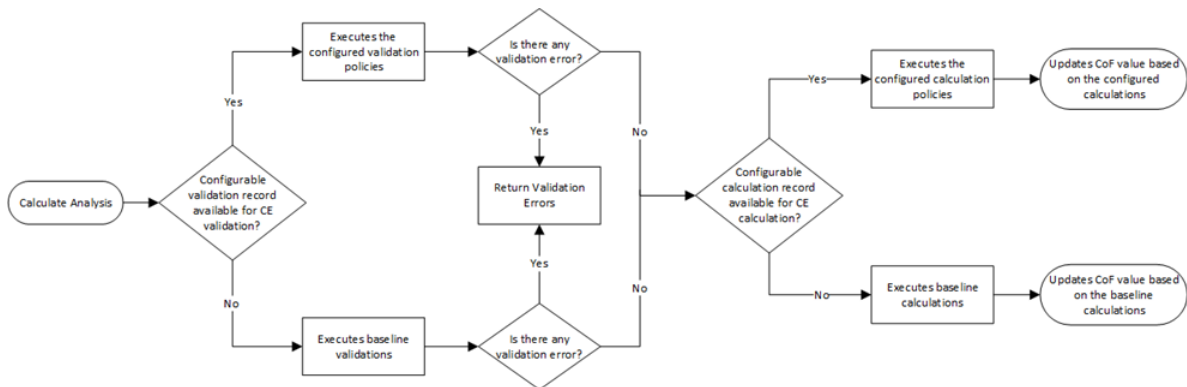 Calculate Analysis
Configurable
validation record
available for CE
validation?
Yes
No
Executes the
configured validation
policies
Is there any
validation error?
Yes
No
Return Validation
Errors
Executes baseline
validations
Is there any
validation error?
Yes
No
Configurable
calculation record
available for CE
calculation?
Yes
No
Executes the
configured calculation
policies
Updates CoF value based
on the configured
calculations
Executes baseline
calculations
Updates CoF value based
on the baseline
calculations